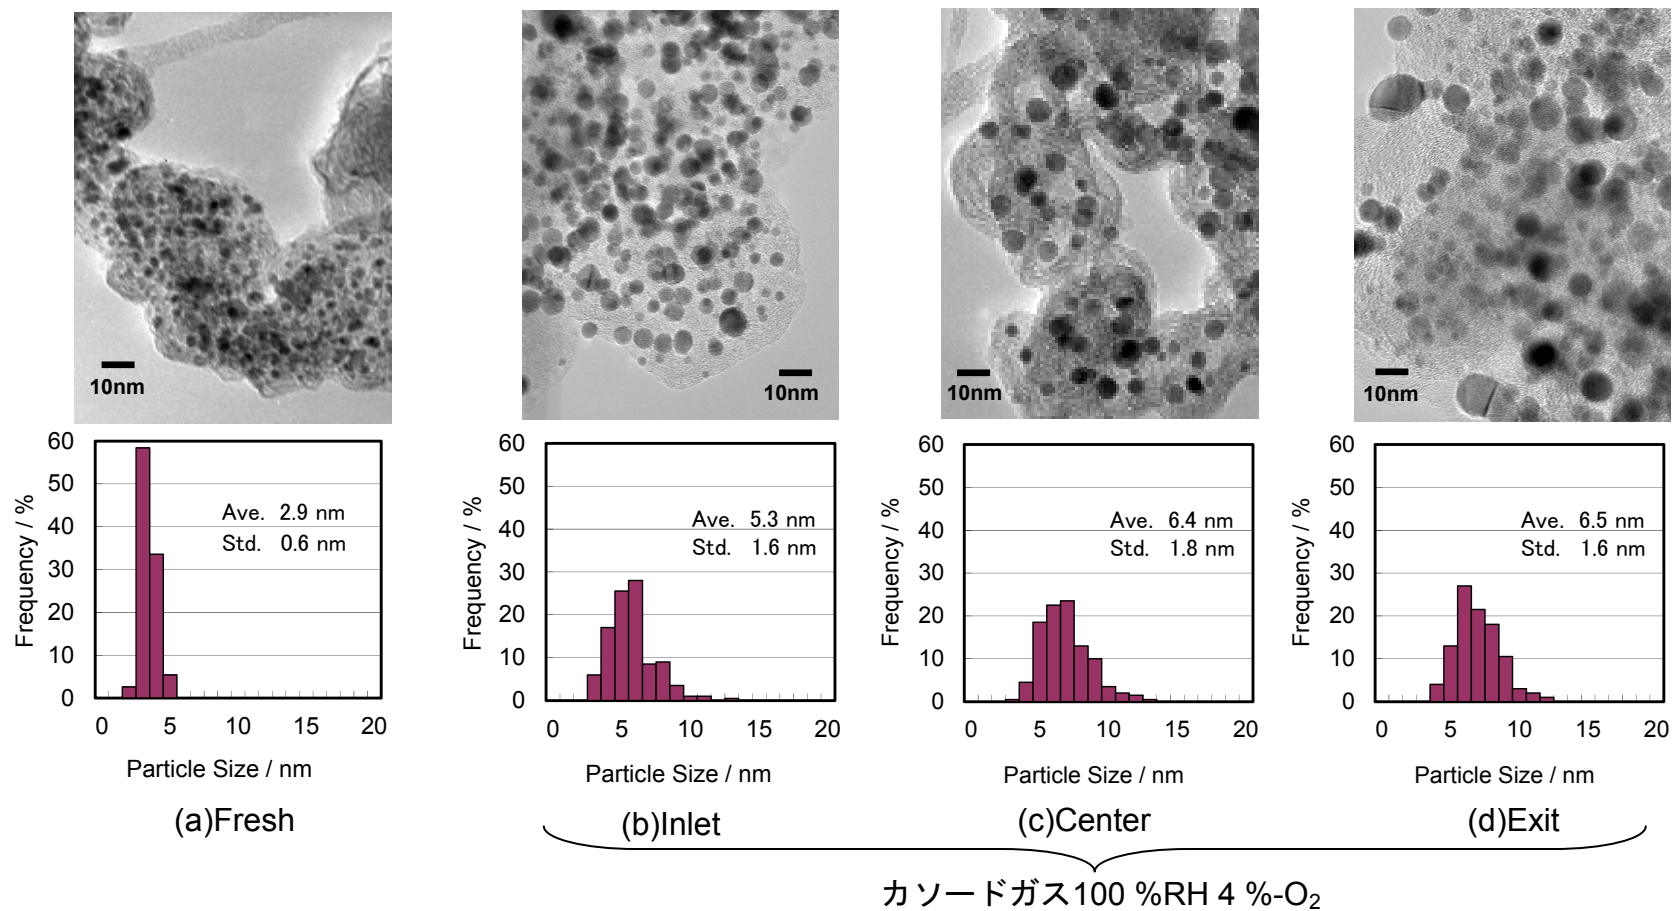 10nm
10nm
10nm
10nm
60
50
40
30
20
10
0
Frequency / %
Ave. 2.9 nm
Std. 0.6 nm
0 5 10 15 20
Particle Size / nm
(a)Fresh
60
50
40
30
20
10
0
Frequency / %
Ave. 5.3 nm
Std. 1.6 nm
0 5 10 15 20
Particle Size / nm
(b)Inlet
60
50
40
30
20
10
0
Frequency / %
Ave. 6.4 nm
Std. 1.8 nm
0 5 10 15 20
Particle Size / nm
(c)Center
60
50
40
30
20
10
0
Frequency / %
Ave. 6.5 nm
Std. 1.6 nm
0 5 10 15 20
Particle Size / nm
(d)Exit
カソードガス100 %RH 4 %-O₂